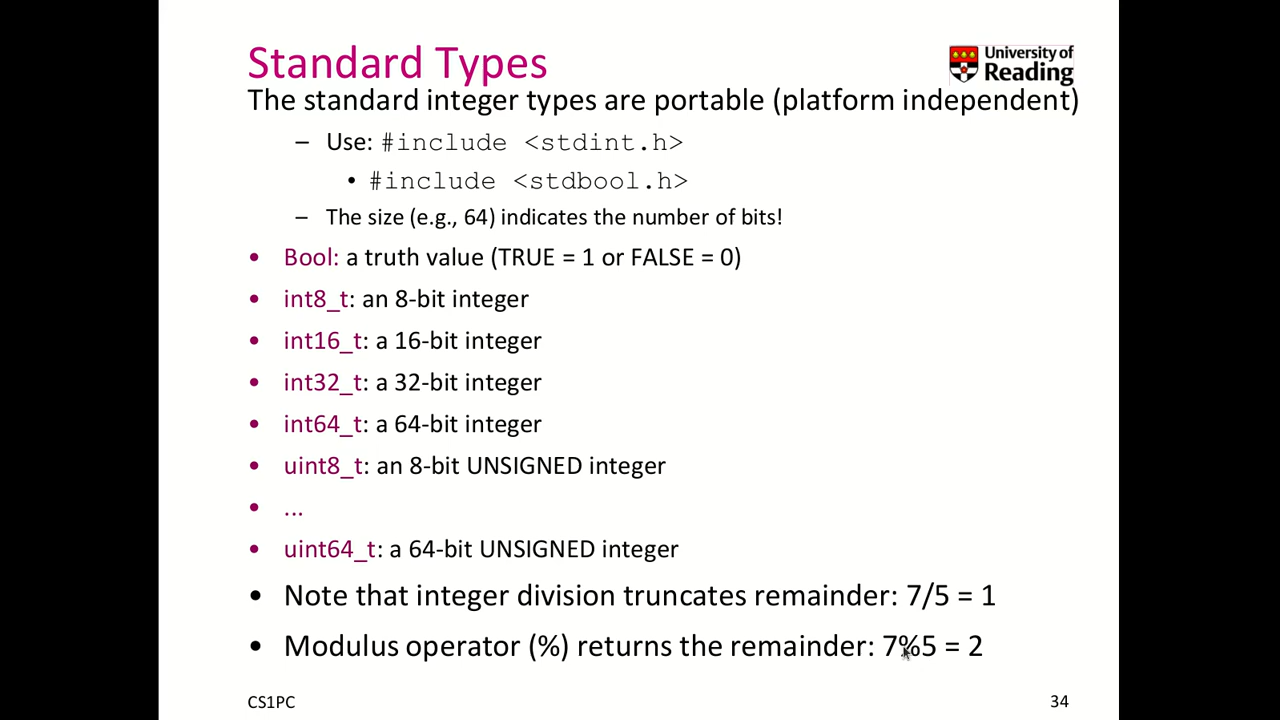 Standard Types
University of
Reading
The standard integer types are portable (platform independent)
– Use: #include <stdint.h>
• #include <stdbool.h>
– The size (e.g., 64) indicates the number of bits!
• Bool: a truth value (TRUE = 1 or FALSE = 0)
• int8_t: an 8-bit integer
• int16_t: a 16-bit integer
• int32_t: a 32-bit integer
• int64_t: a 64-bit integer
• uint8_t: an 8-bit UNSIGNED integer
• ...
• uint64_t: a 64-bit UNSIGNED integer
• Note that integer division truncates remainder: 7/5 = 1
• Modulus operator (%) returns the remainder: 7%5 = 2
CS1PC
34